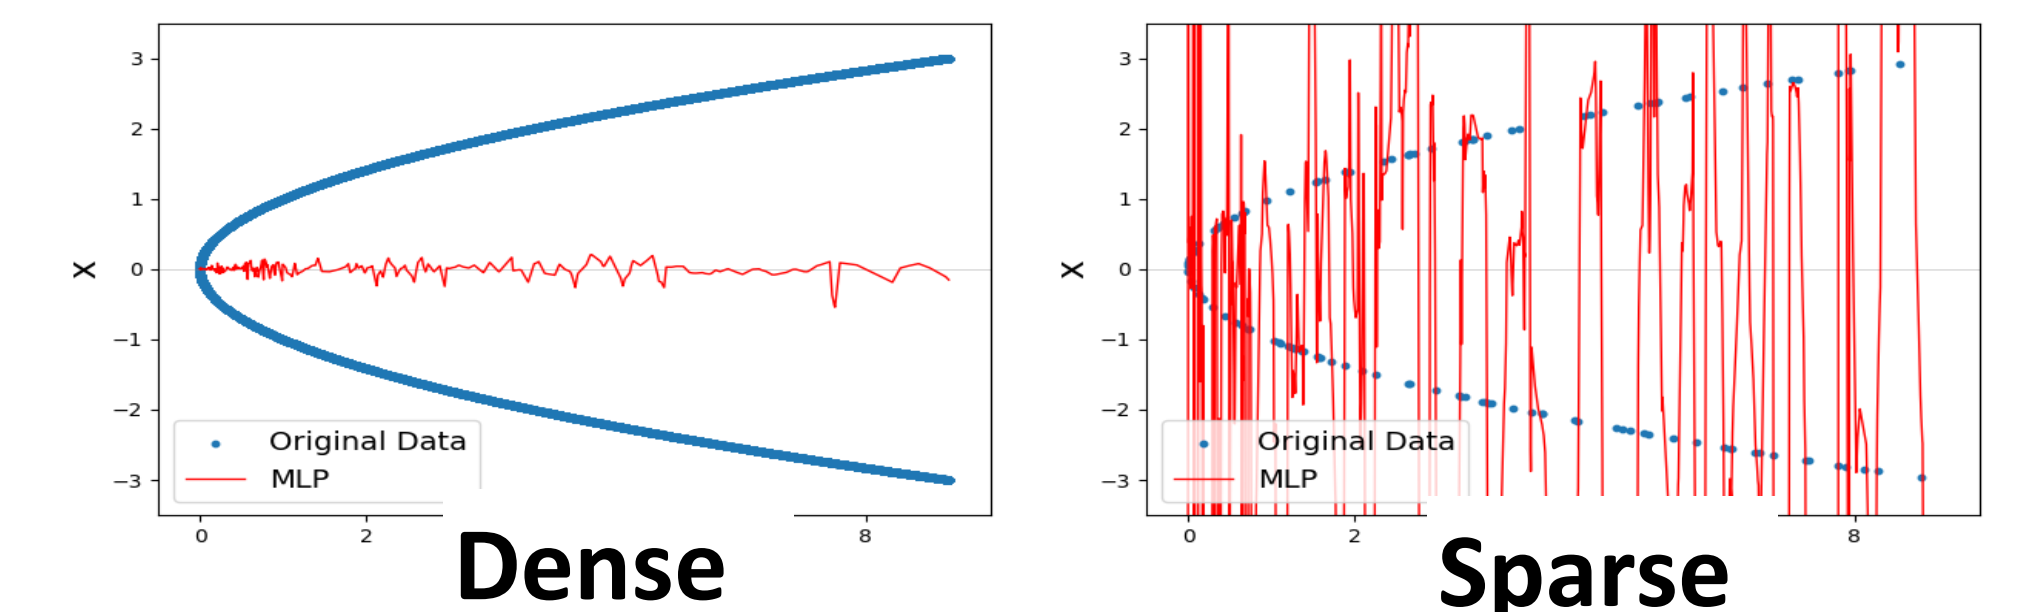 X
3
2
1
0
−1
−2
−3
Original Data
MLP
0 2 8
Dense
X
3
2
1
0
−1
−2
−3
Original Data
MLP
0 2 8
Sparse